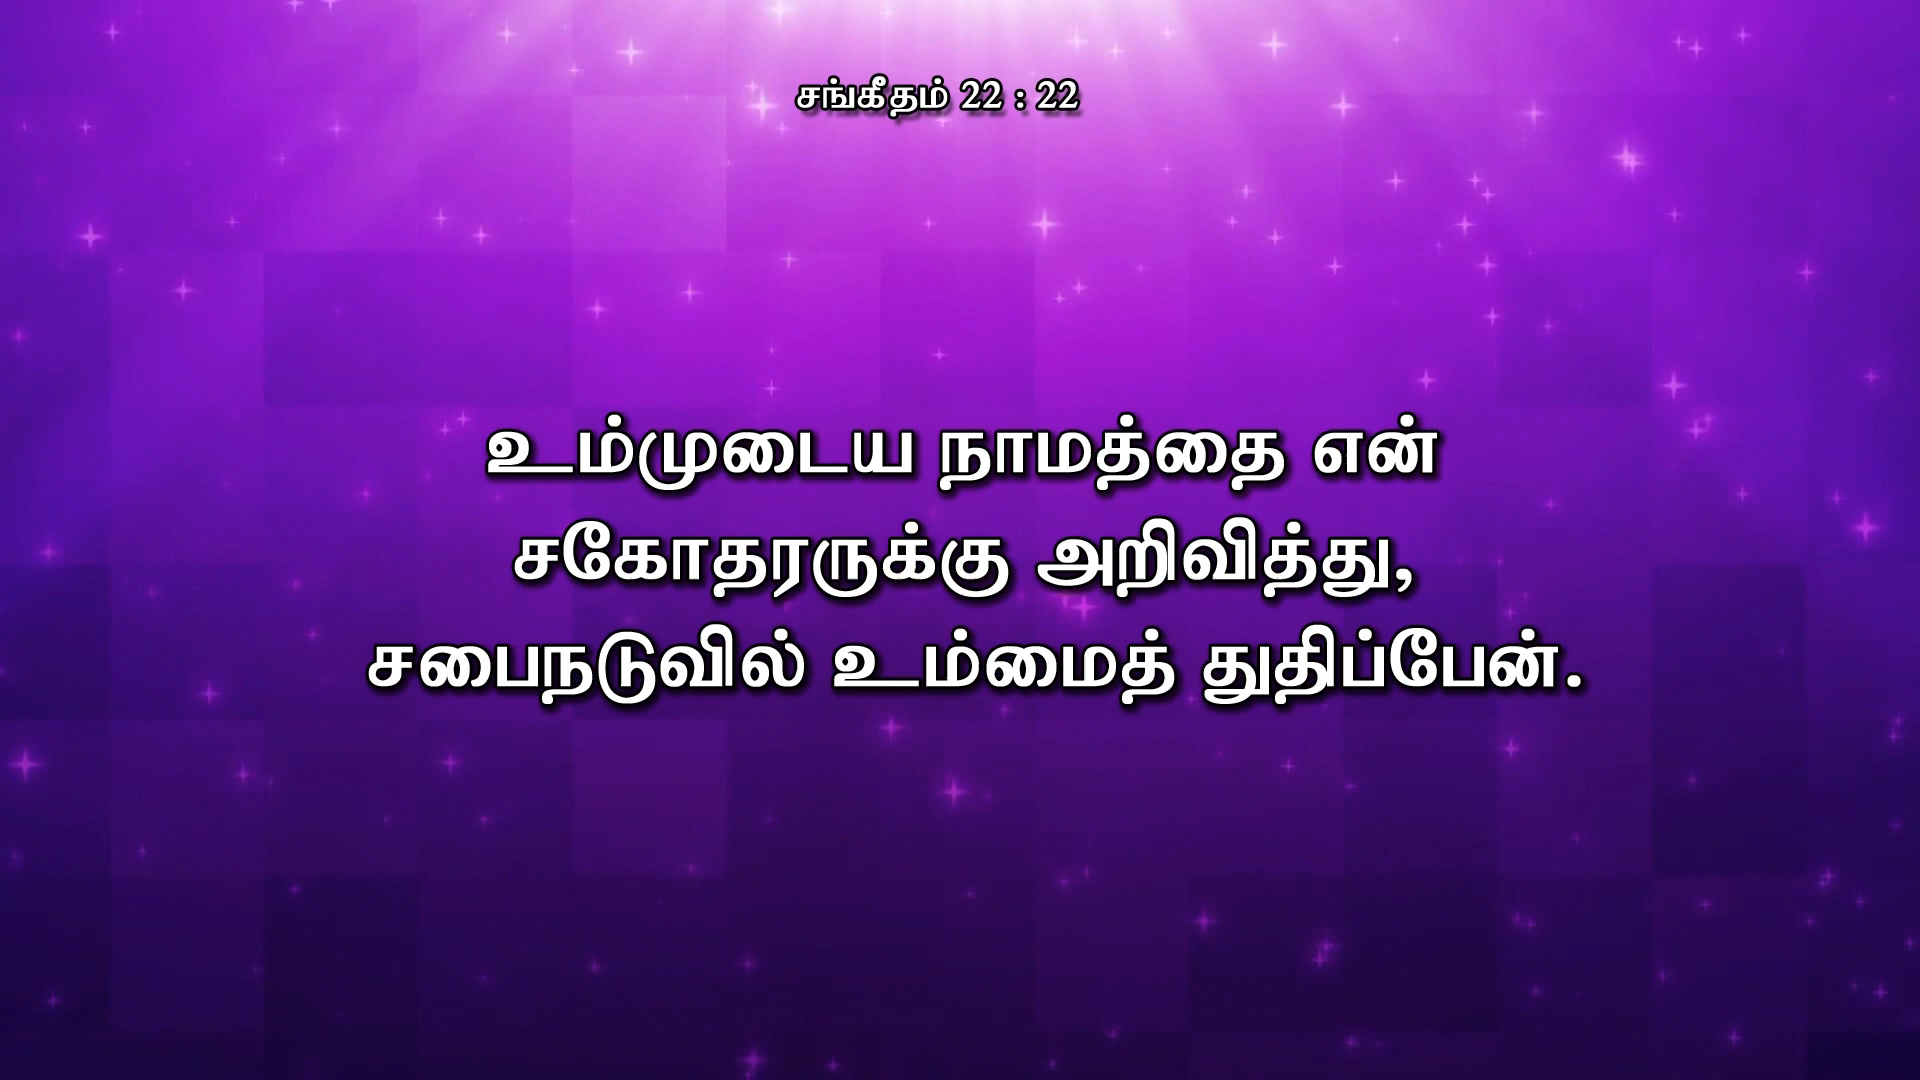 சங்கீதம் 22 : 22
உம்முடைய நாமத்தை என்
சகோதரருக்கு அறிவித்து,
சபைநடுவில் உம்மைத் துதிப்பேன்.